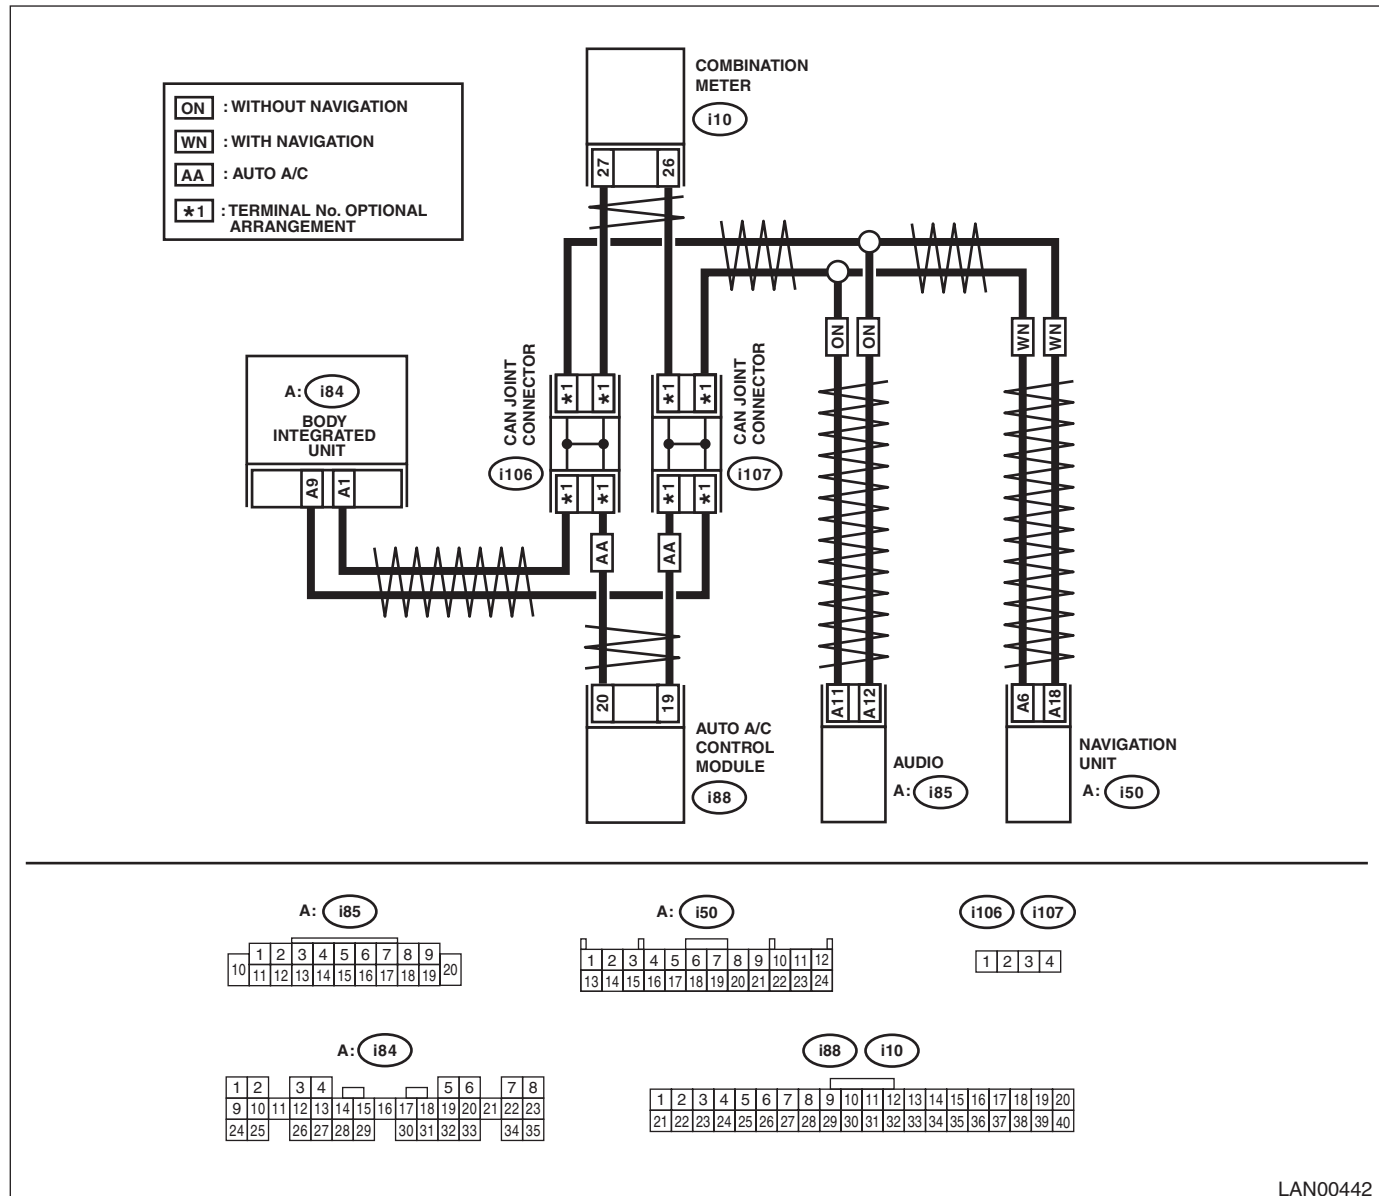 COMBINATION
METER
i10
ON : WITHOUT NAVIGATION
WN : WITH NAVIGATION
AA : AUTO A/C
*1 : TERMINAL No. OPTIONAL
ARRANGEMENT
27 26
ON ON WN WN
A: i84
BODY
INTEGRATED
UNIT
A9 A1
CAN JOINT
CONNECTOR
i106
*1 *1 *1 *1
CAN JOINT
CONNECTOR
i107
*1 *1 *1 *1
AA AA
20 19
AUTO A/C
CONTROL
MODULE
i88
A11 A12
AUDIO
A: i85
A6 A18
NAVIGATION
UNIT
A: i50
A: i85
1 2 3 4 5 6 7 8 9
10 11 12 13 14 15 16 17 18 19 20
A: i50
1 2 3 4 5 6 7 8 9 10 11 12
13 14 15 16 17 18 19 20 21 22 23 24
i106 i107
1 2 3 4
A: i84
1 2 3 4 5 6 7 8
9 10 11 12 13 14 15 16 17 18 19 20 21 22 23
24 25 26 27 28 29 30 31 32 33 34 35
i88 i10
1 2 3 4 5 6 7 8 9 10 11 12 13 14 15 16 17 18 19 20
21 22 23 24 25 26 27 28 29 30 31 32 33 34 35 36 37 38 39 40
LAN00442